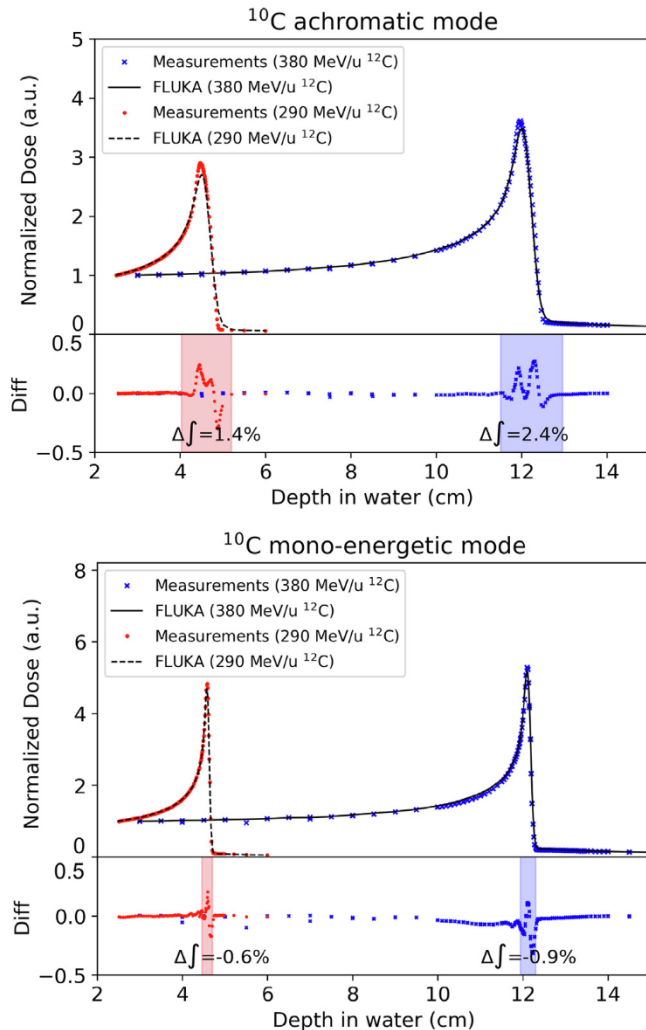 ¹⁰C achromatic mode
Measurements (380 MeV/u ¹²C)
FLUKA (380 MeV/u ¹²C)
Measurements (290 MeV/u ¹²C)
FLUKA (290 MeV/u ¹²C)
Normalized Dose (a.u.)
5
4
3
2
1
0
0.5
0.0
-0.5
Diff
Δ∫=1.4%
Δ∫=2.4%
2 4 6 8 10 12 14
Depth in water (cm)
¹⁰C mono-energetic mode
Measurements (380 MeV/u ¹²C)
FLUKA (380 MeV/u ¹²C)
Measurements (290 MeV/u ¹²C)
FLUKA (290 MeV/u ¹²C)
Normalized Dose (a.u.)
8
6
4
2
0
0.5
0.0
-0.5
Diff
Δ∫=-0.6%
Δ∫=-0.9%
2 4 6 8 10 12 14
Depth in water (cm)